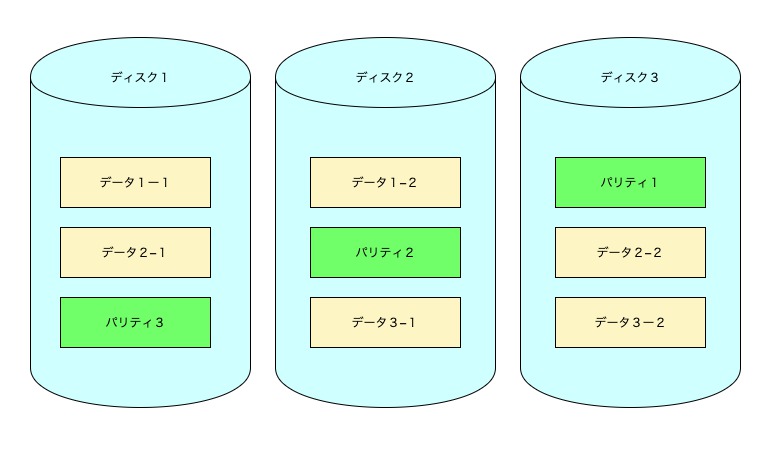 ディスク１
ディスク２
ディスク３
データ１ー１
データ１−２
パリティ１
データ２−１
パリティ２
データ２−２
パリティ３
データ３−１
データ３ー２